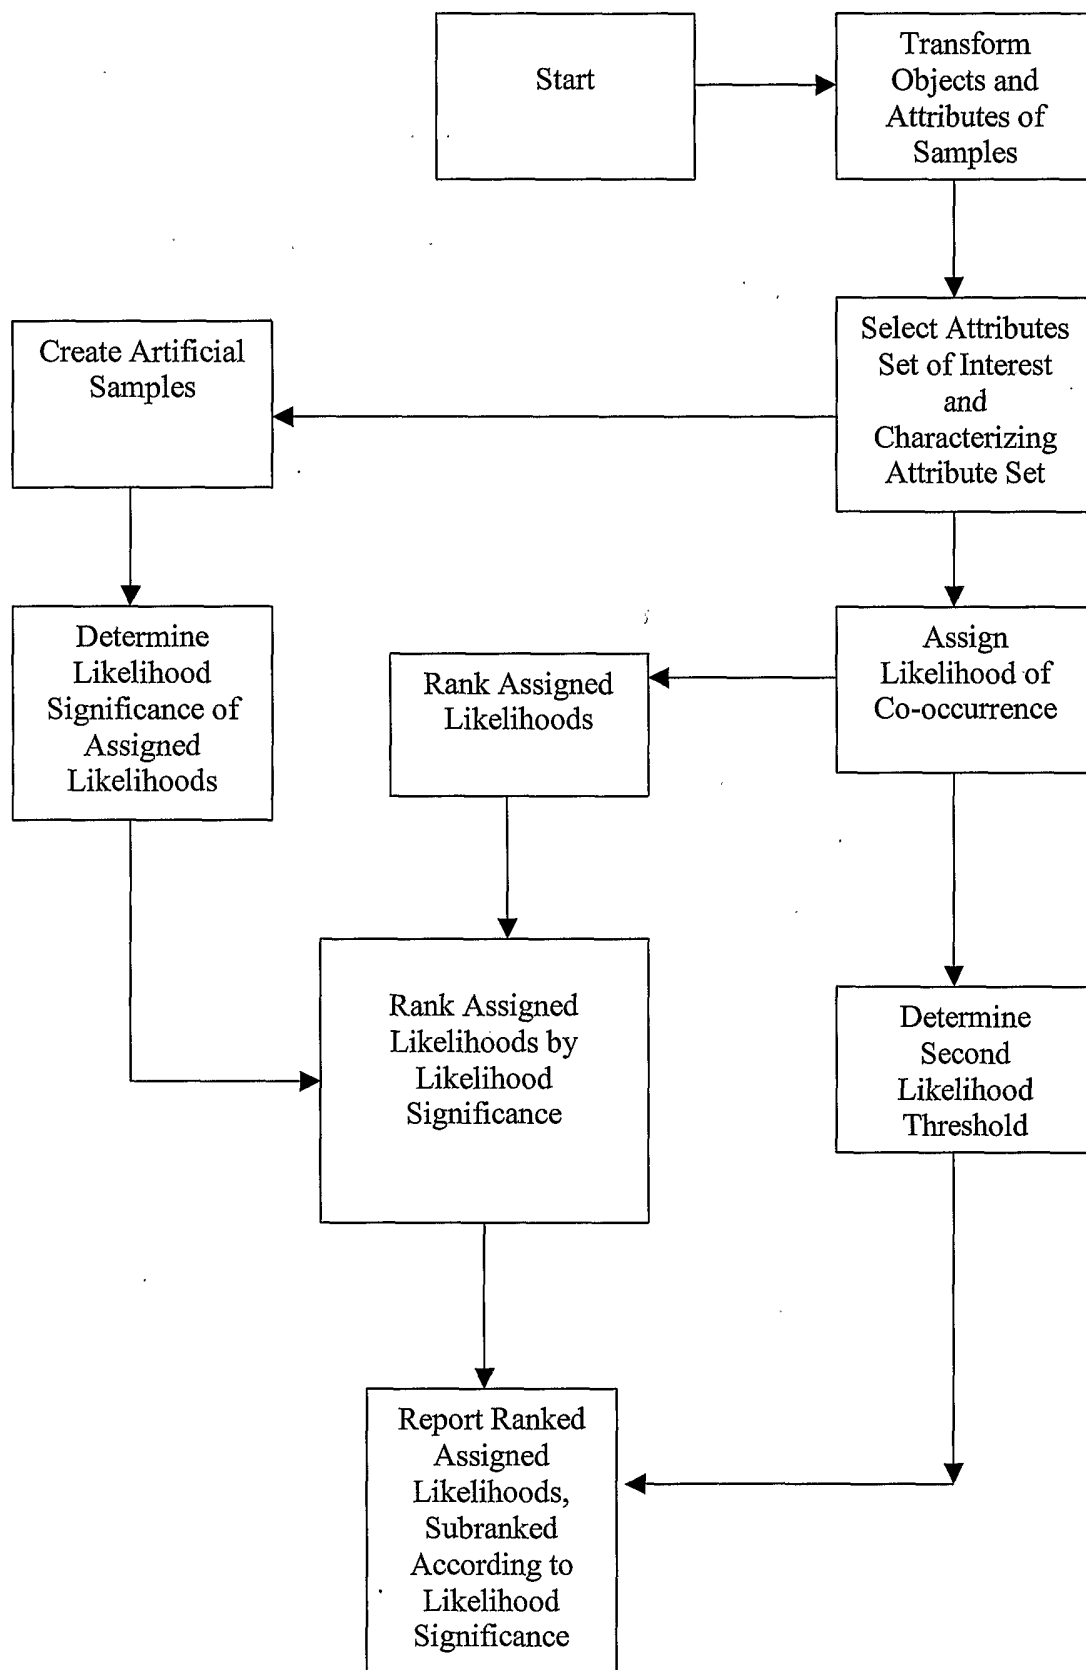 Start
Transform
Objects and
Attributes of
Samples
Select Attributes
Set of Interest
and
Characterizing
Attribute Set
Create Artificial
Samples
Determine
Likelihood
Significance of
Assigned
Likelihoods
Rank Assigned
Likelihoods
Assign
Likelihood of
Co-occurrence
Rank Assigned
Likelihoods by
Likelihood
Significance
Determine
Second
Likelihood
Threshold
Report Ranked
Assigned
Likelihoods,
Subranked
According to
Likelihood
Significance